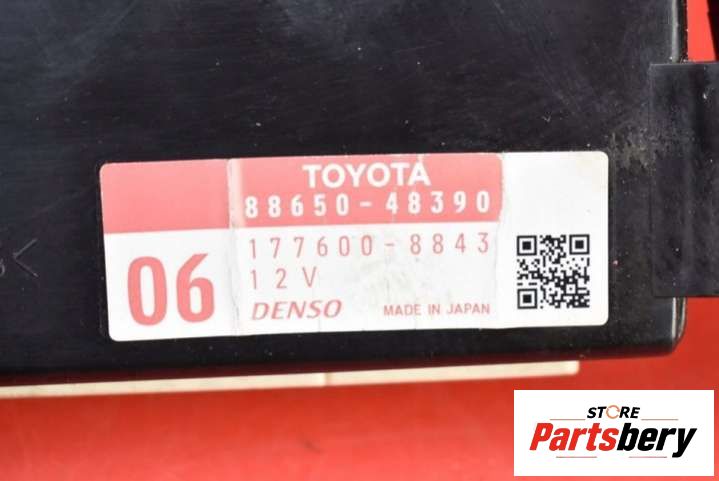 TOYOTA
88650-48390
06
177600-8843
12V
DENSO MADE IN JAPAN
STORE
Partsbery